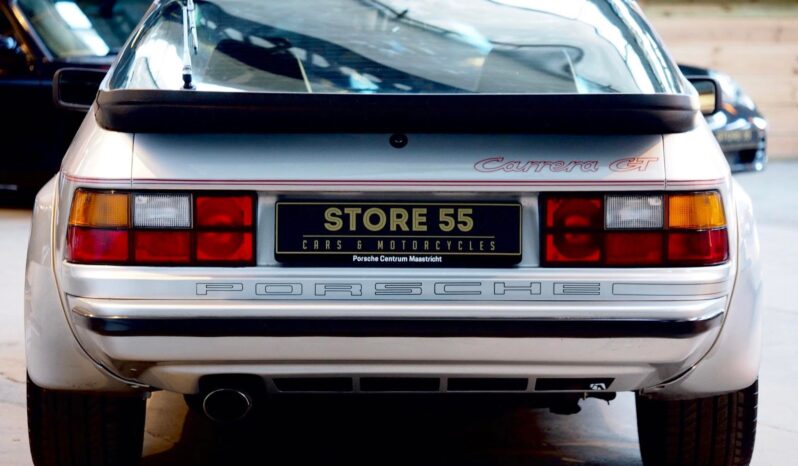 Carrera GT
STORE 55
CARS & MOTORCYCLES
Porsche Centrum Maastricht
PORSCHE